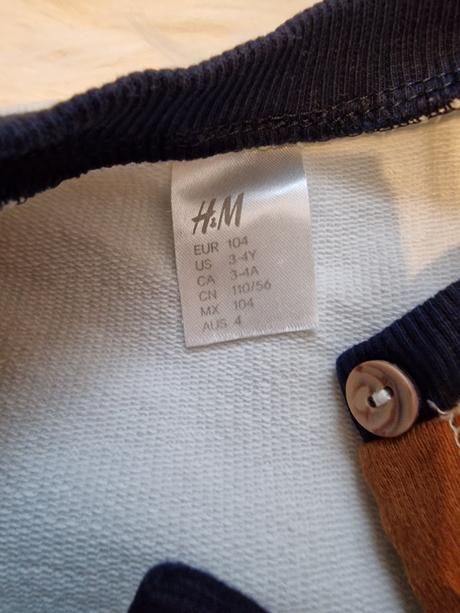 H&M
EUR 104
US 3-4Y
CA 3-4A
CN 110/56
MX 104
AUS 4